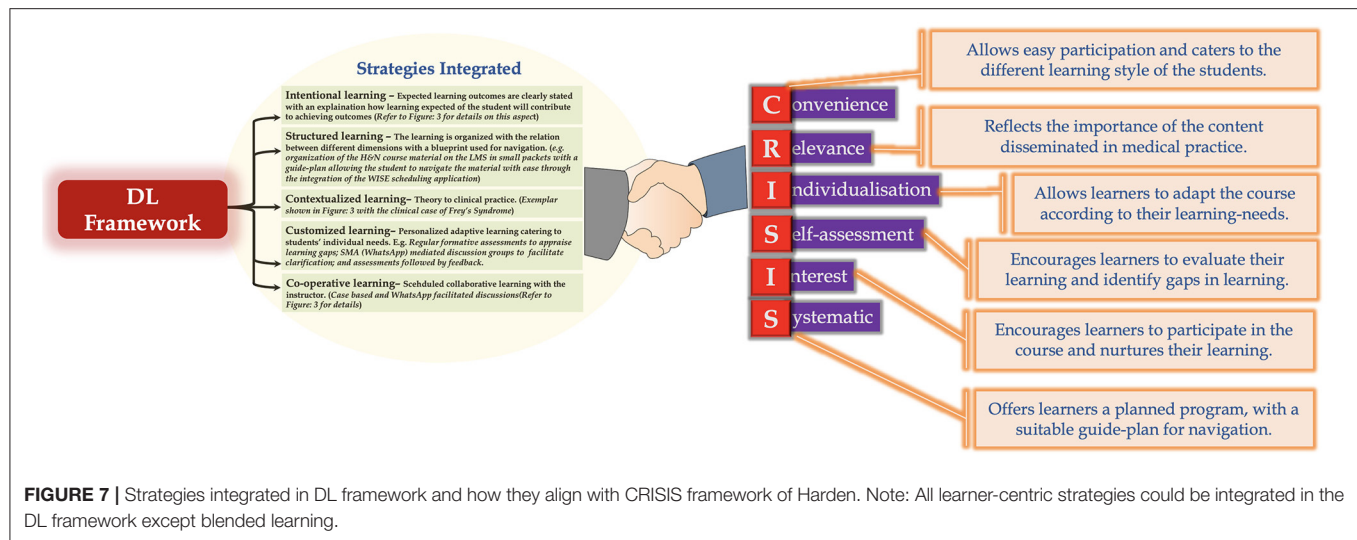 Strategies Integrated
DL
Framework
Intentional learning – Expected learning outcomes are clearly stated
with an explaination how learning expected of the student will contribute
to achieving outcomes (Refer to Figure: 3 for details on this aspect)
Structured learning – The learning is organized with the relation
between different dimensions with a blueprint used for navigation. (e.g.
organization of the H&N course material on the LMS in small packets with a
guide-plan allowing the student to navigate the material with ease through
the integration of the WISE scheduling application)
Contextualized learning– Theory to clinical practice. (Exemplar
shown in Figure: 3 with the clinical case of Frey's Syndrome)
Customized learning– Personalized adaptive learning catering to
students' individual needs. E.g. Regular formative assessments to appraise
learning gaps; SMA (WhatsApp) mediated discussion groups to facilitate
clarification; and assessments followed by feedback.
Co-operative learning– Scehduled collaborative learning with the
instructor. (Case based and WhatsApp facilitated discussions(Refer to
Figure: 3 for details)
Convenience
Relevance
Individualisation
Self-assessment
Interest
Systematic
Allows easy participation and caters to the
different learning style of the students.
Reflects the importance of the content
disseminated in medical practice.
Allows learners to adapt the course
according to their learning-needs.
Encourages learners to evaluate their
learning and identify gaps in learning.
Encourages learners to participate in the
course and nurtures their learning.
Offers learners a planned program, with a
suitable guide-plan for navigation.
FIGURE 7 | Strategies integrated in DL framework and how they align with CRISIS framework of Harden. Note: All learner-centric strategies could be integrated in the
DL framework except blended learning.